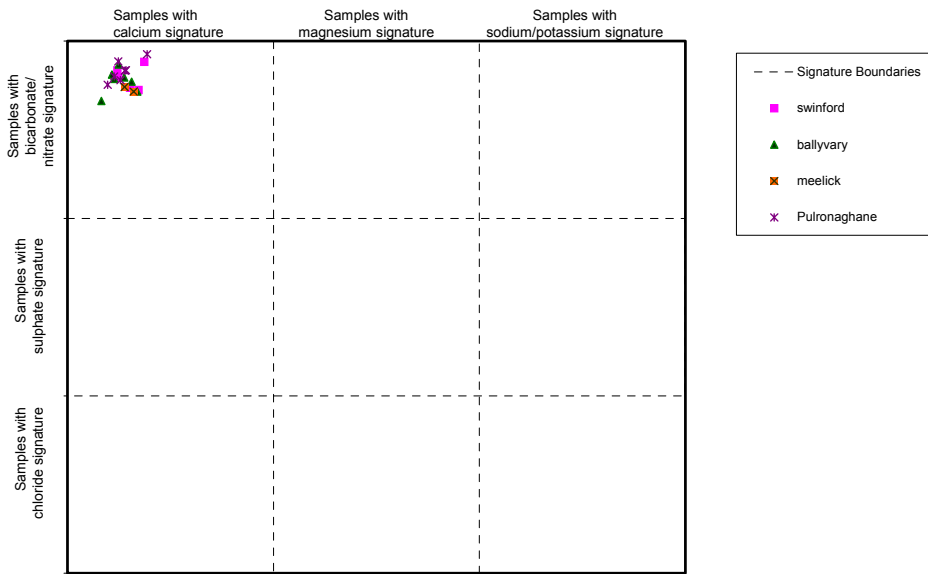 Samples with
calcium signature
Samples with
magnesium signature
Samples with
sodium/potassium signature
Samples with
bicarbonate/
nitrate signature
Samples with
sulphate signature
Samples with
chloride signature
Signature Boundaries
swinford
ballyvary
meelick
Pulronaghane